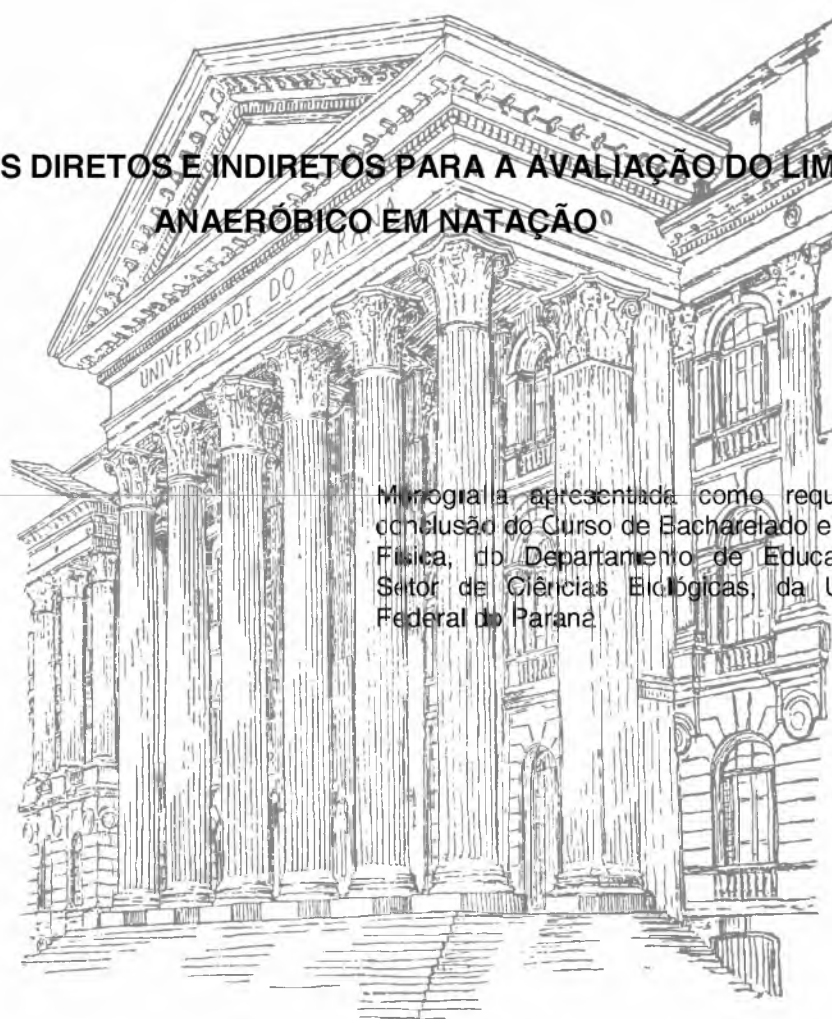 S DIRETOS E INDIRETOS PARA A AVALIAÇÃO DO LIM
ANAERÓBICO EM NATAÇÃO
UNIVERSIDADE DO PARANÁ
Monografia apresentada como requ
conclusão do Curso de Bacharelado e
Física, do Departamento de Educa
Setor de Ciências Biológicas, da U
Federal do Paraná